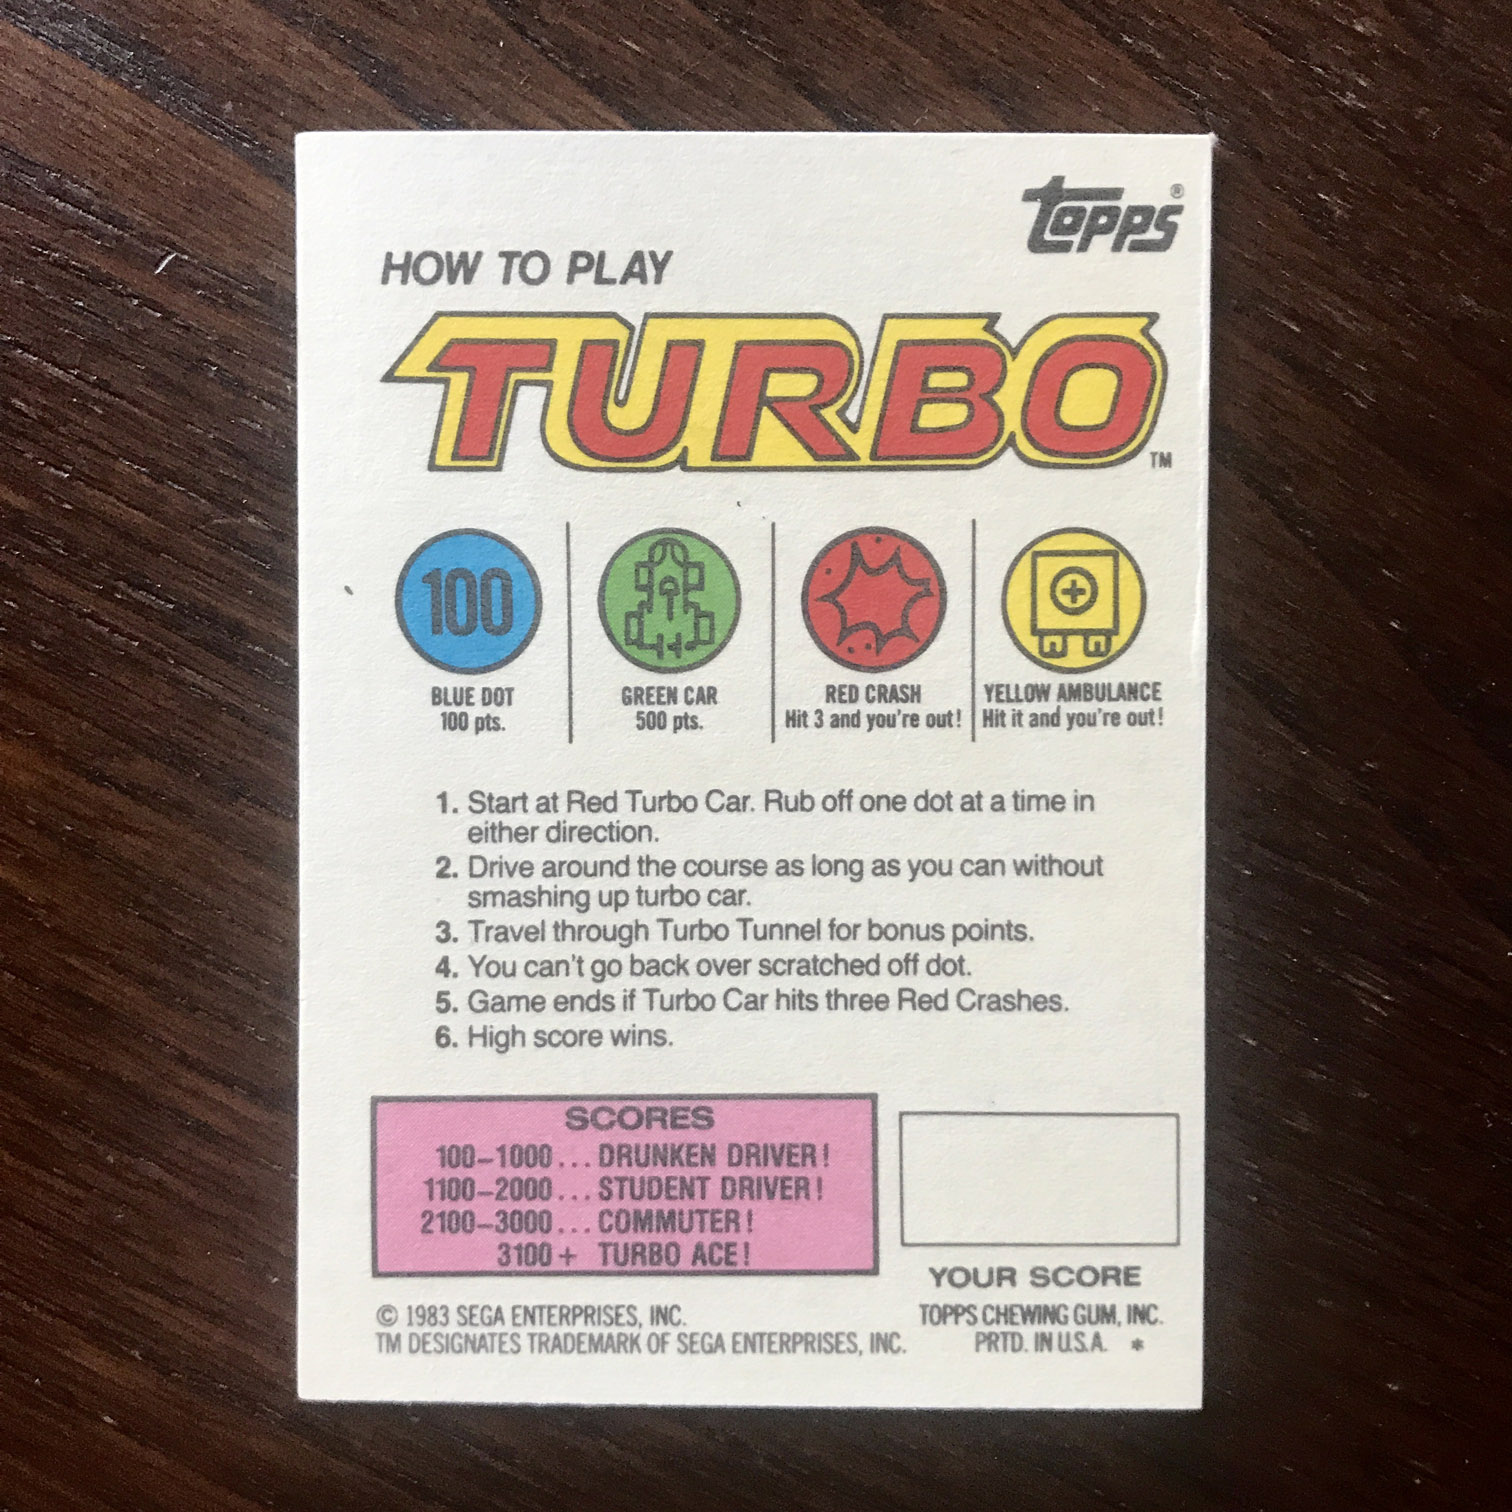 topps®
HOW TO PLAY
TURBO™
100
BLUE DOT
100 pts.
GREEN CAR
500 pts.
RED CRASH
Hit 3 and you're out!
YELLOW AMBULANCE
Hit it and you're out!
1. Start at Red Turbo Car. Rub off one dot at a time in
either direction.
2. Drive around the course as long as you can without
smashing up turbo car.
3. Travel through Turbo Tunnel for bonus points.
4. You can't go back over scratched off dot.
5. Game ends if Turbo Car hits three Red Crashes.
6. High score wins.
SCORES
100–1000...DRUNKEN DRIVER!
1100–2000...STUDENT DRIVER!
2100–3000...COMMUTER!
3100+ TURBO ACE!
YOUR SCORE
© 1983 SEGA ENTERPRISES, INC.
TM DESIGNATES TRADEMARK OF SEGA ENTERPRISES, INC.
TOPPS CHEWING GUM, INC.
PRTD. IN U.S.A. *